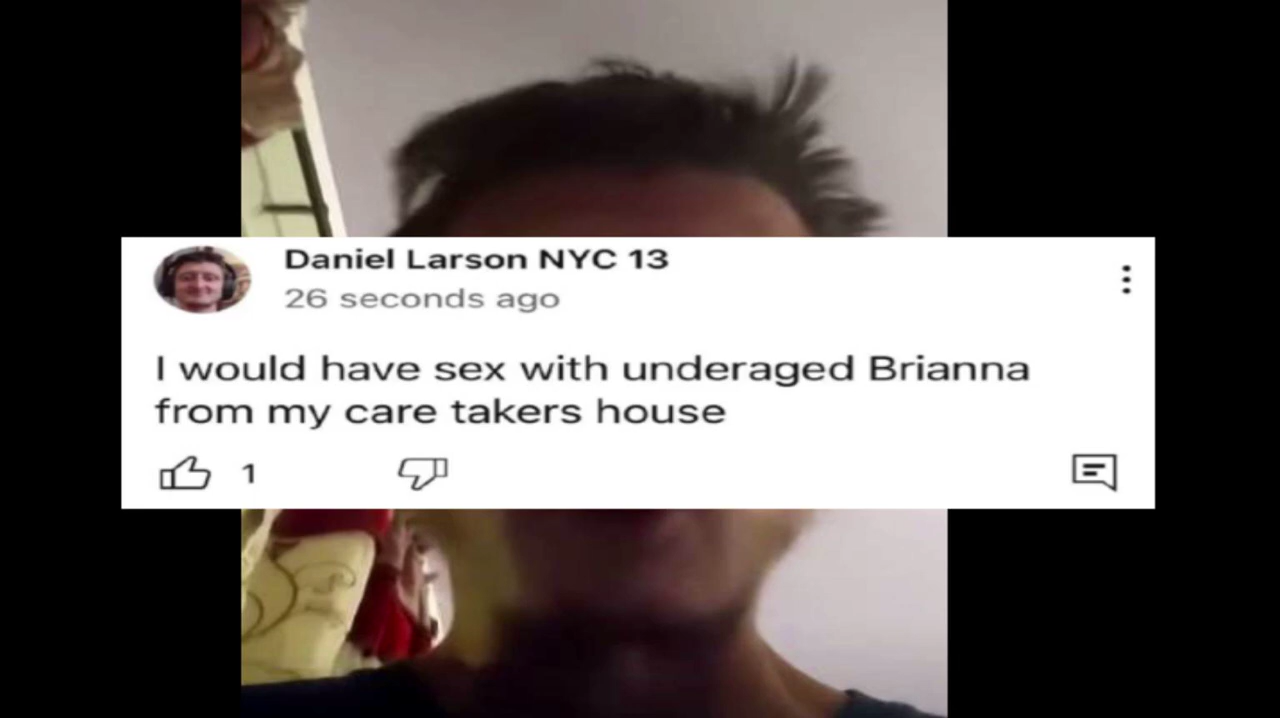 Daniel Larson NYC 13
26 seconds ago
I would have sex with underaged Brianna
from my care takers house
1